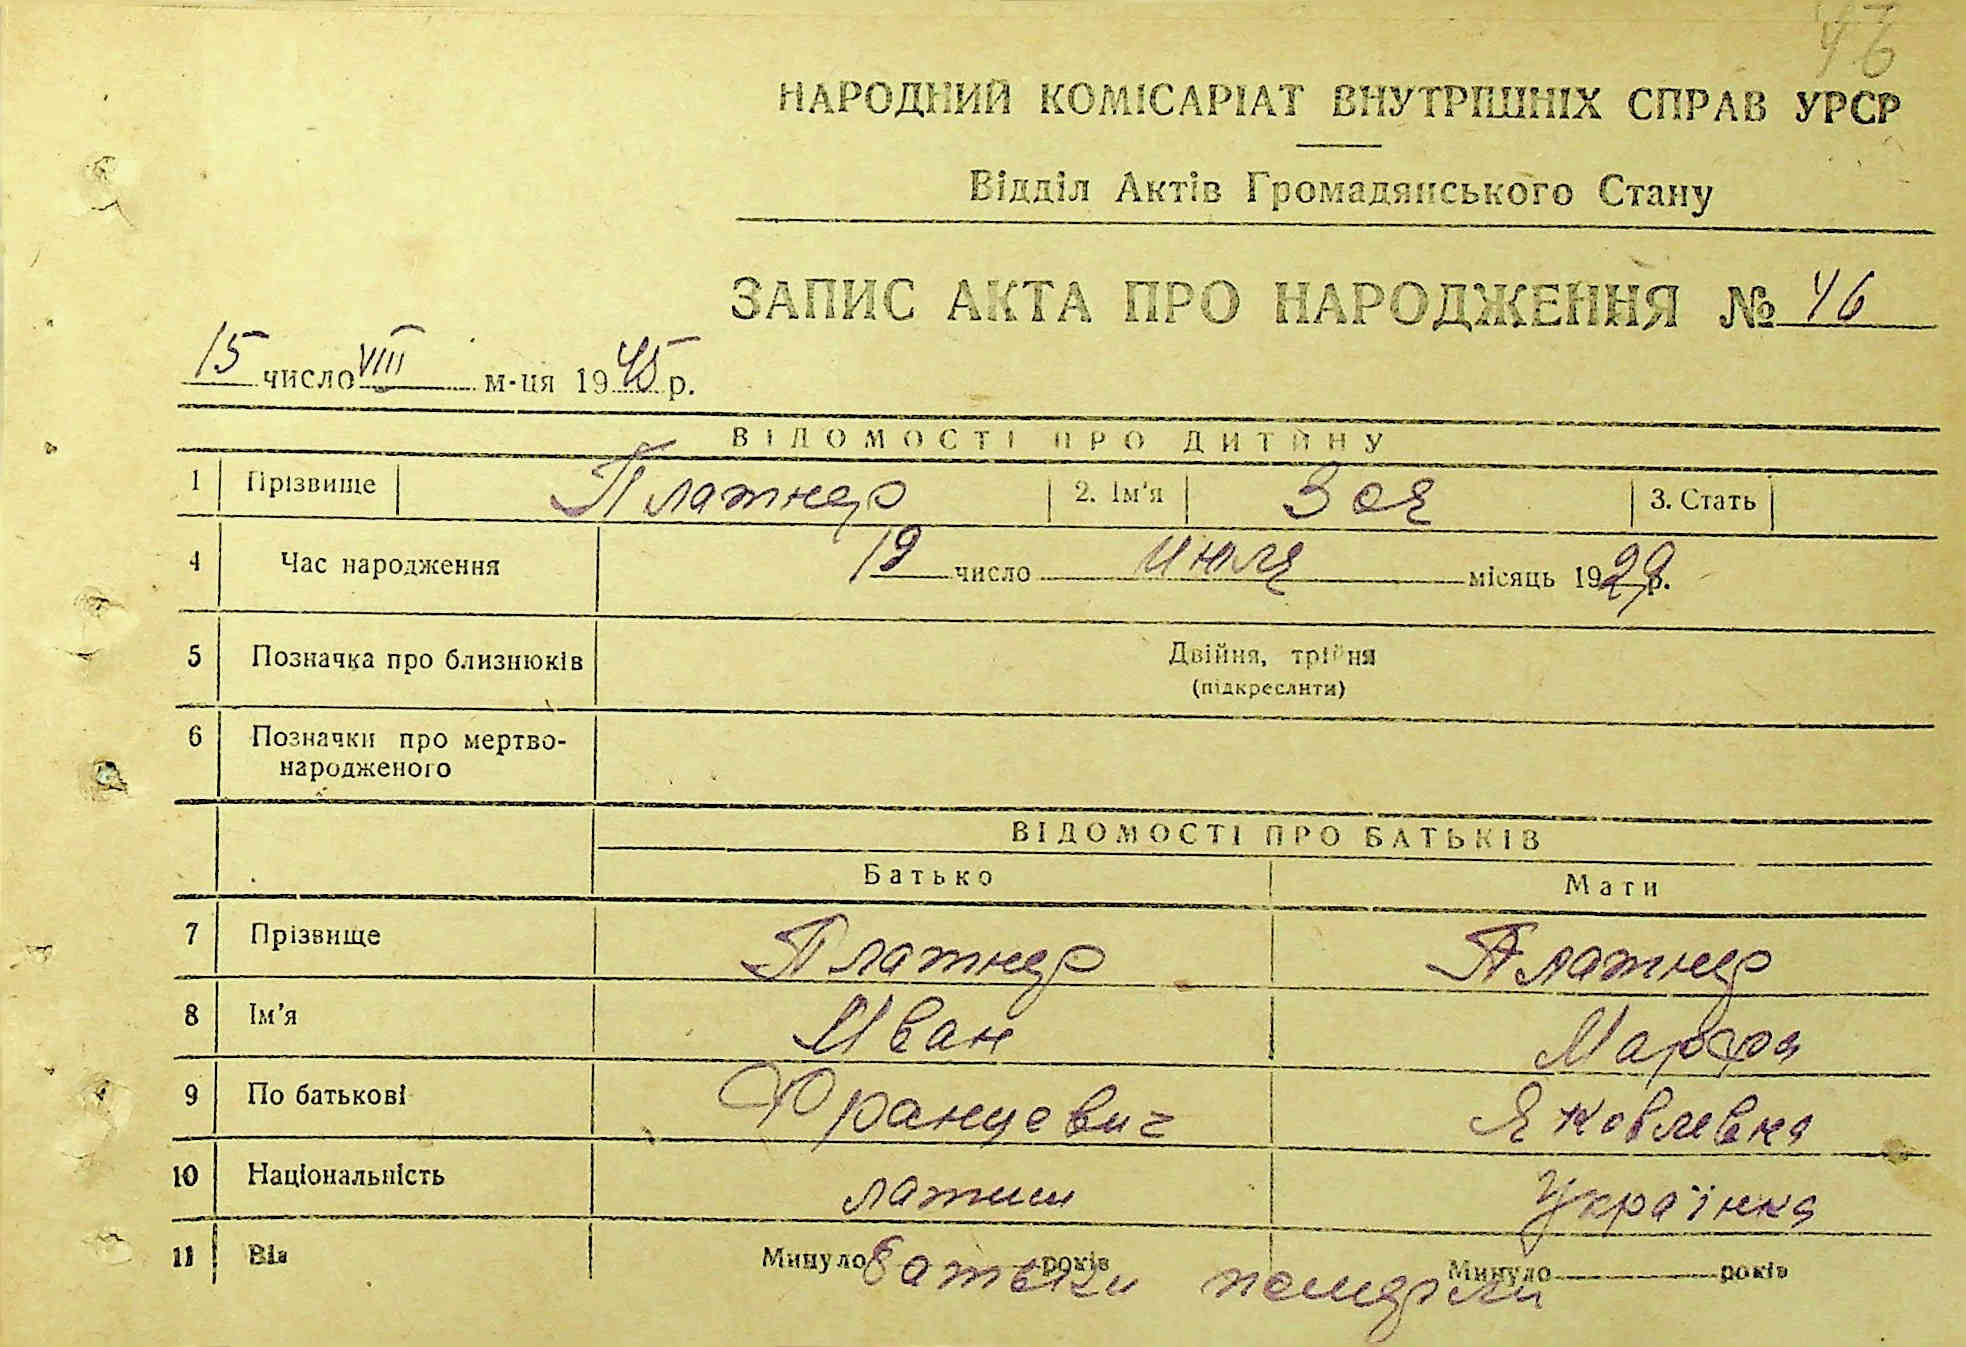 46
НАРОДНИЙ КОМІСАРІАТ ВНУТРІШНІХ СПРАВ УРСР
Відділ Актів Громадянського Стану
ЗАПИС АКТА ПРО НАРОДЖЕННЯ № 46
15 число VIII м-ця 1945 р.
ВІДОМОСТІ ПРО ДИТИНУ
1 Прізвище Платнер 2. Ім'я Зоя 3. Стать
4 Час народження 19 число июля місяць 1929 р.
5 Позначка про близнюків Двійня, трійня
(підкреслити)
6 Позначки про мертво-
народженого
ВІДОМОСТІ ПРО БАТЬКІВ
Батько Мати
7 Прізвище Платнер Платнер
8 Ім'я Иван Марфа
9 По батькові Францевич Яковлевна
10 Національність латиш Українка
11 Вік Минуло років Минуло років
батьки померли